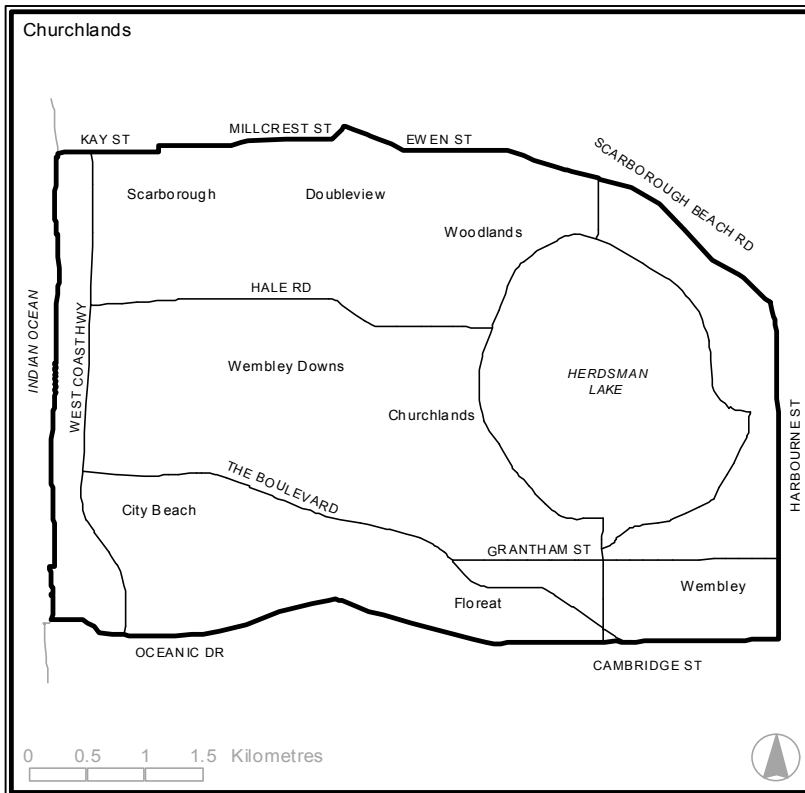 Churchlands
KAY ST
MILLCREST ST
EWEN ST
SCARBOROUGH BEACH RD
Scarborough
Doubleview
Woodlands
HALE RD
INDIAN OCEAN
WEST COAST HWY
Wembley Downs
HERDSMAN
LAKE
Churchlands
HARBOURNE ST
THE BOULEVARD
City Beach
GRANTHAM ST
Wembley
Floreat
OCEANIC DR
CAMBRIDGE ST
0 0.5 1 1.5 Kilometres